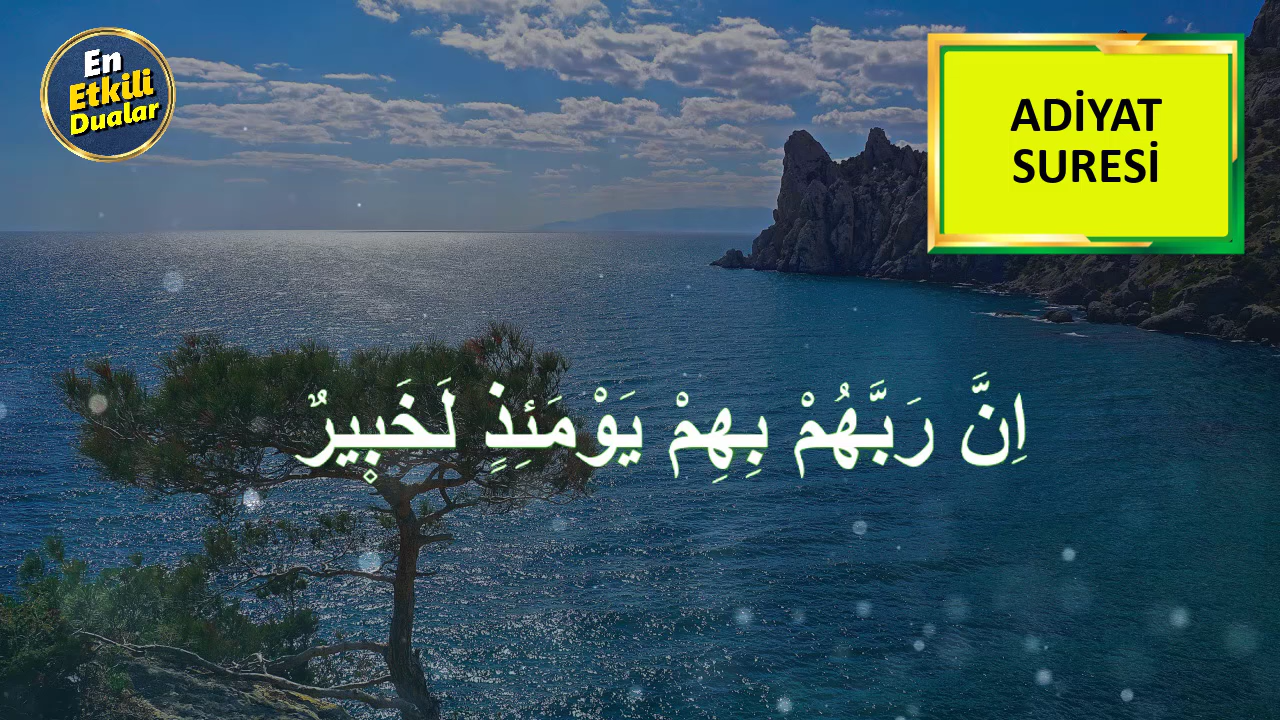 En
Etkili
Dualar
ADİYAT
SURESİ
اِنَّ رَبَّهُمْ بِهِمْ يَوْمَئِذٍ لَخَب۪يرٌ